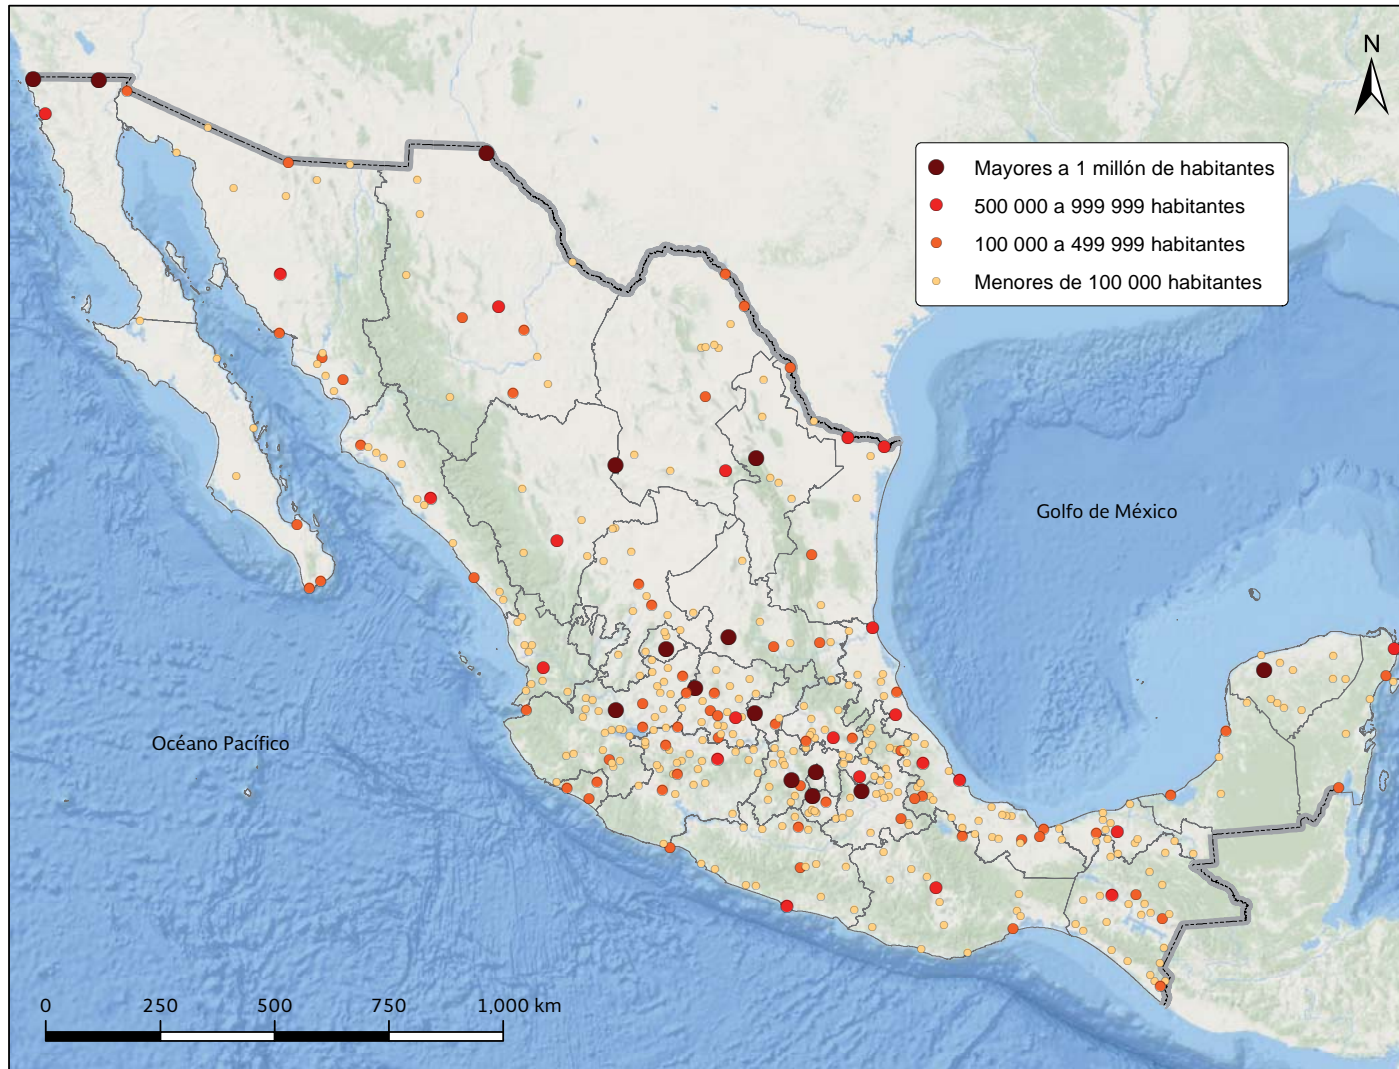 N
Mayores a 1 millón de habitantes
500 000 a 999 999 habitantes
100 000 a 499 999 habitantes
Menores de 100 000 habitantes
Golfo de México
Océano Pacífico
0 250 500 750 1,000 km